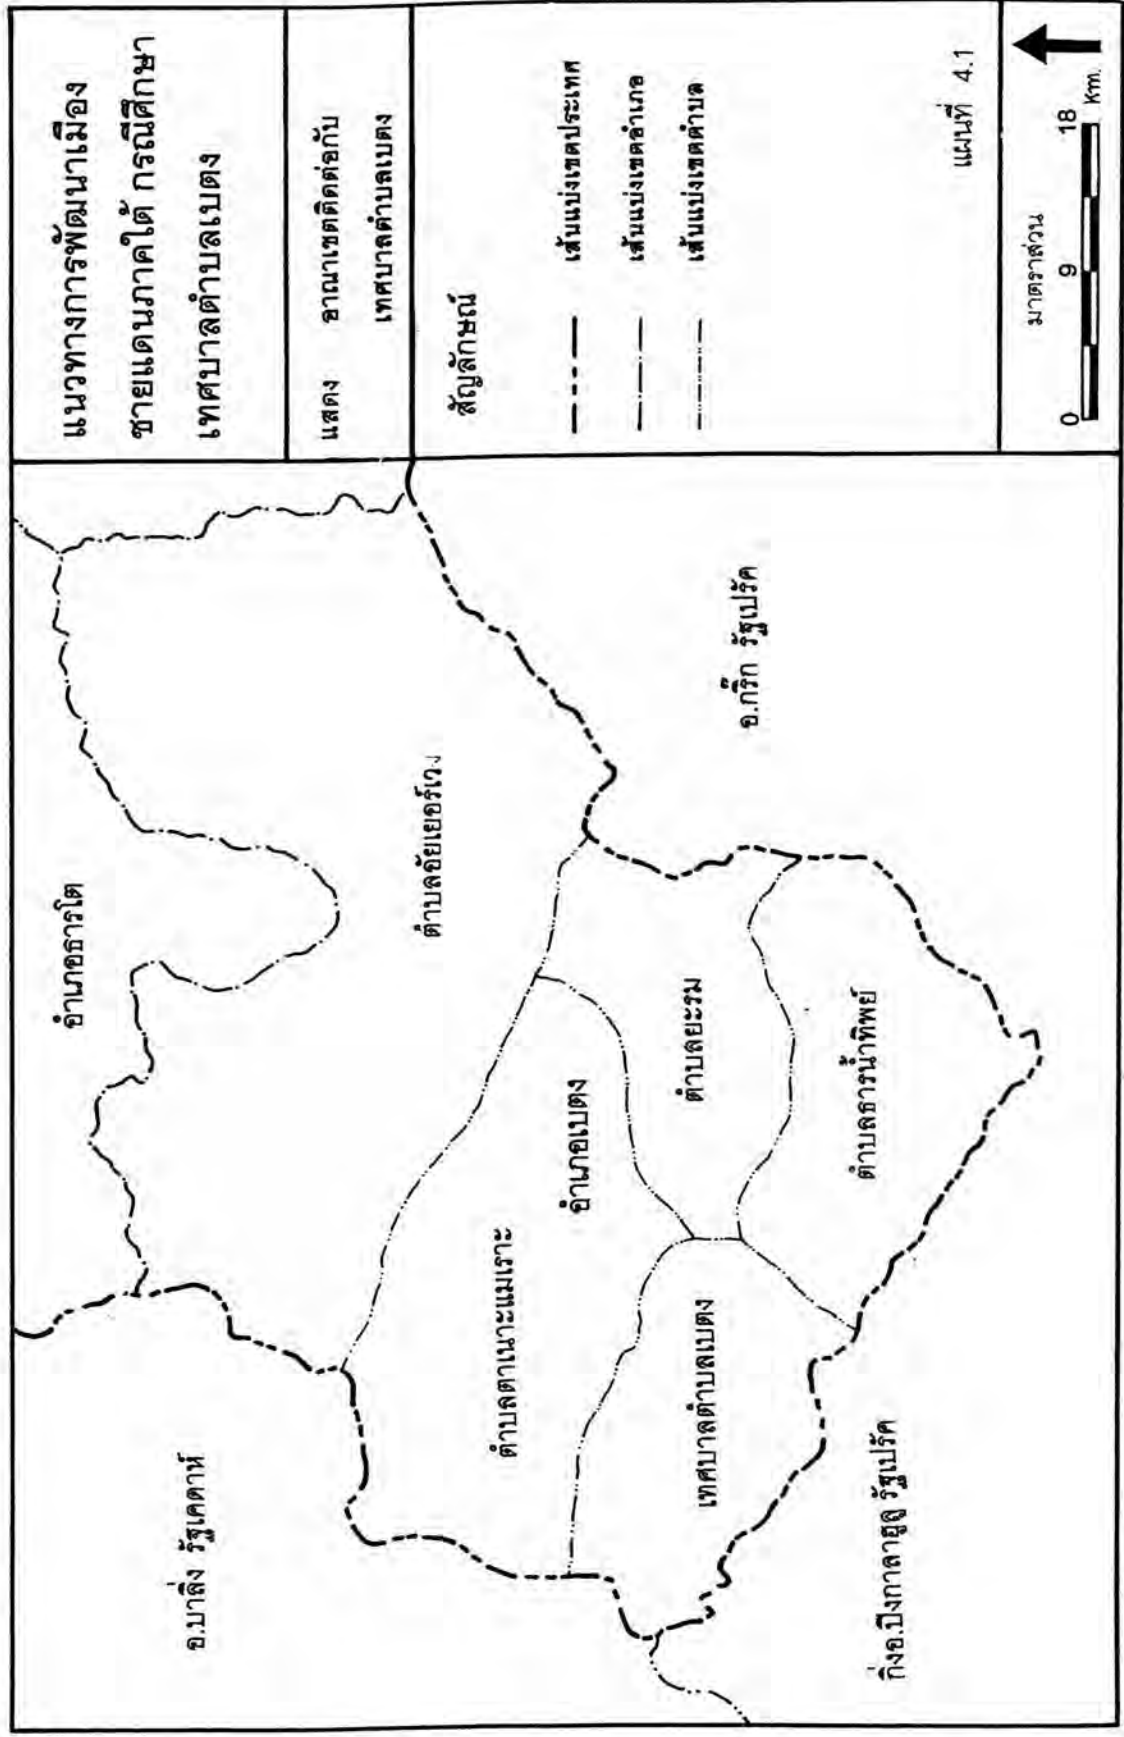 แนวทางการพัฒนาเมือง
ชายแดนภาคใต้ กรณีศึกษา
เทศบาลตำบลเบตง
แสดง อาณาเขตติดต่อกับ
เทศบาลตำบลเบตง
สัญลักษณ์
เส้นแบ่งเขตประเทศ
เส้นแบ่งเขตอำเภอ
เส้นแบ่งเขตตำบล
แผนที่ 4.1
มาตราส่วน
0 9 18 Km.
อำเภอธารโต
อ.บาลิ่ง รัฐเคดาห์
ตำบลอัยเยอร์เวง
ตำบลตาเนาะแมเราะ
อำเภอเบตง
ตำบลยะรม
อ.กริก รัฐเปรัค
เทศบาลตำบลเบตง
ตำบลธารน้ำทิพย์
กิ่งอ.ปึงกาลาฮูลู รัฐเปรัค